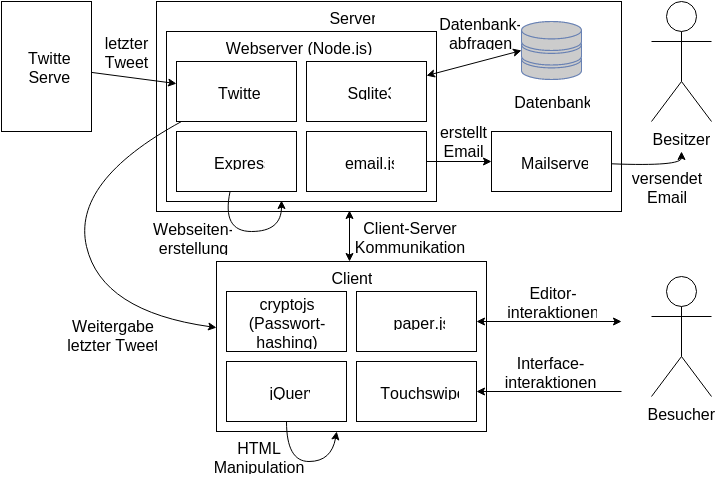 Server
Twitte
Serve
letzter
Tweet
Webserver (Node.js)
Twitte
Sqlite3
Datenbank-
abfragen
Datenbank
Besitzer
Expres
email.js
erstellt
Email
Mailserve
versendet
Email
Webseiten-
erstellung
Client-Server
Kommunikation
Client
cryptojs
(Passwort-
hashing)
paper.js
Editor-
interaktionen
Weitergabe
letzter Tweet
jQuery
Touchswipe
Interface-
interaktionen
Besucher
HTML
Manipulation